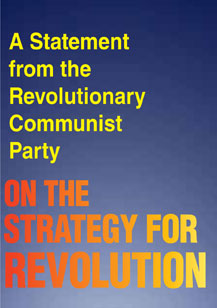 A Statement
from the
Revolutionary
Communist
Party
ON THE
STRATEGY FOR
REVOLUTION